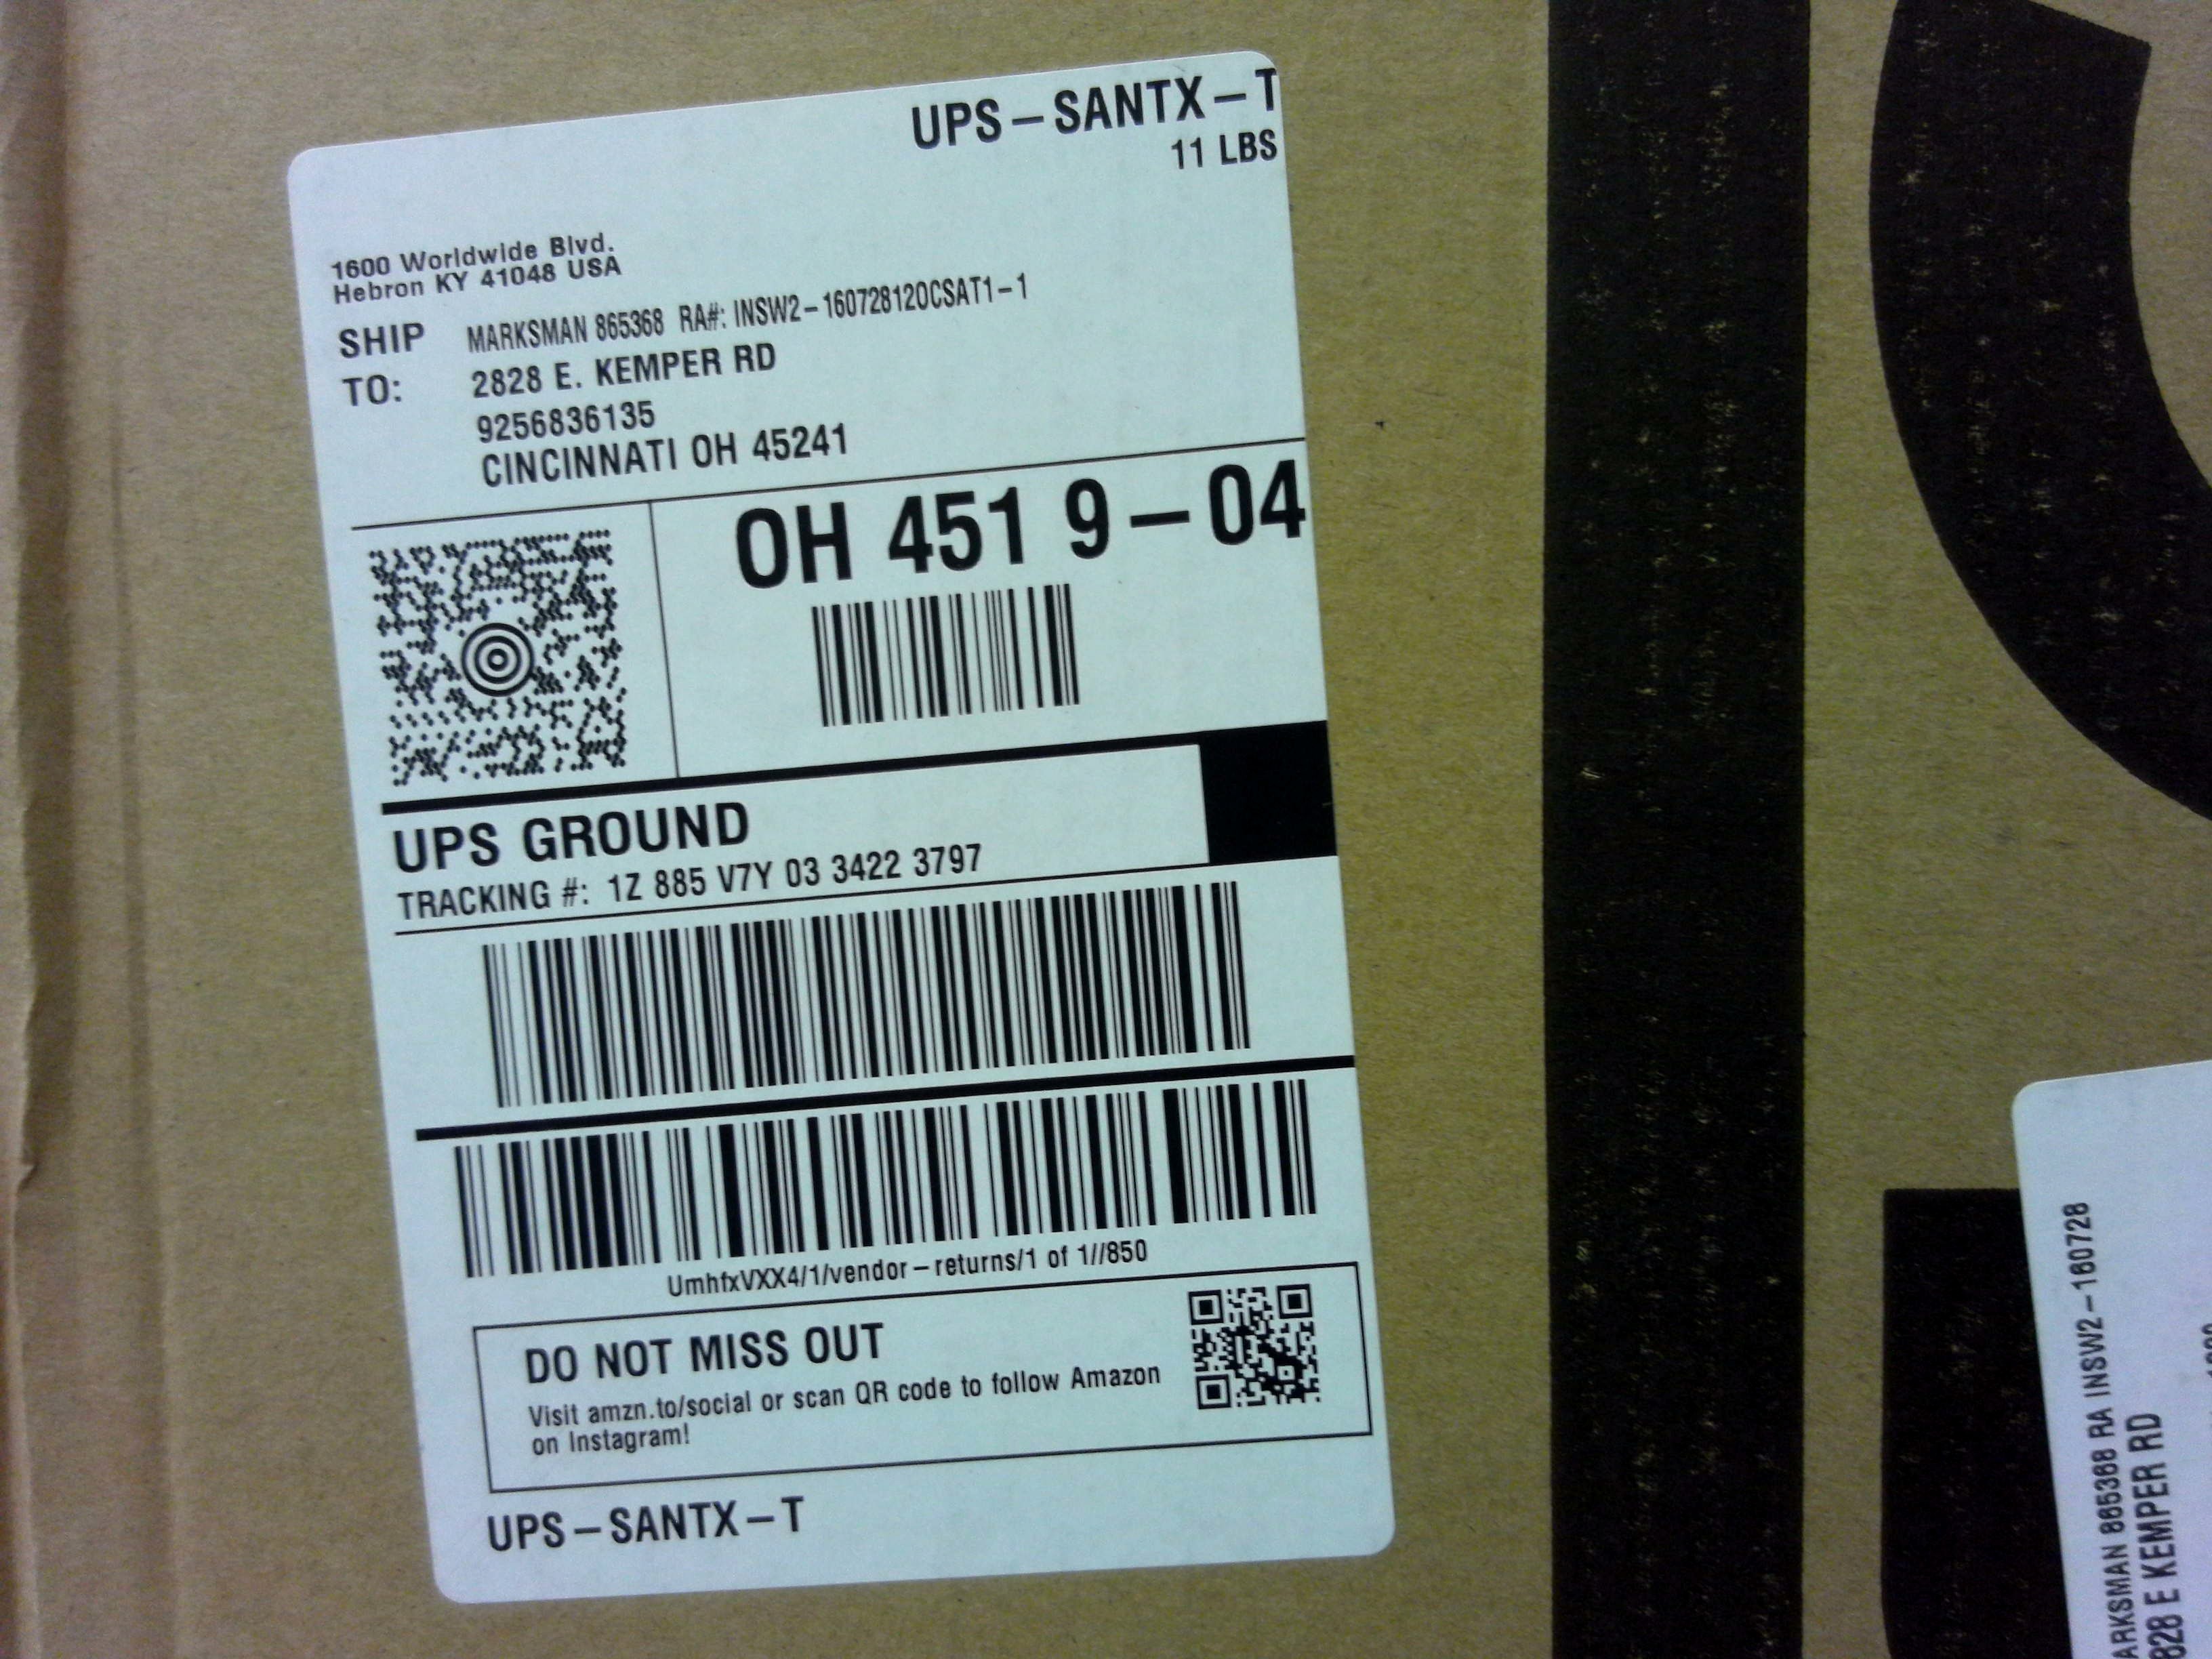 UPS-SANTX-T
11 LBS
1600 Worldwide Blvd.
Hebron KY 41048 USA
SHIP TO:
MARKSMAN 865368 RA#: INSW2-160728120CSAT1-1
2828 E. KEMPER RD
9256836135
CINCINNATI OH 45241
OH 451 9-04
UPS GROUND
TRACKING #: 1Z 885 V7Y 03 3422 3797
UmhfxVXX4/1/vendor-returns/1 of 1//850
DO NOT MISS OUT
Visit amzn.to/social or scan QR code to follow Amazon
on Instagram!
UPS-SANTX-T
ARKSMAN 865368 RA INSW2-160728
828 E KEMPER RD